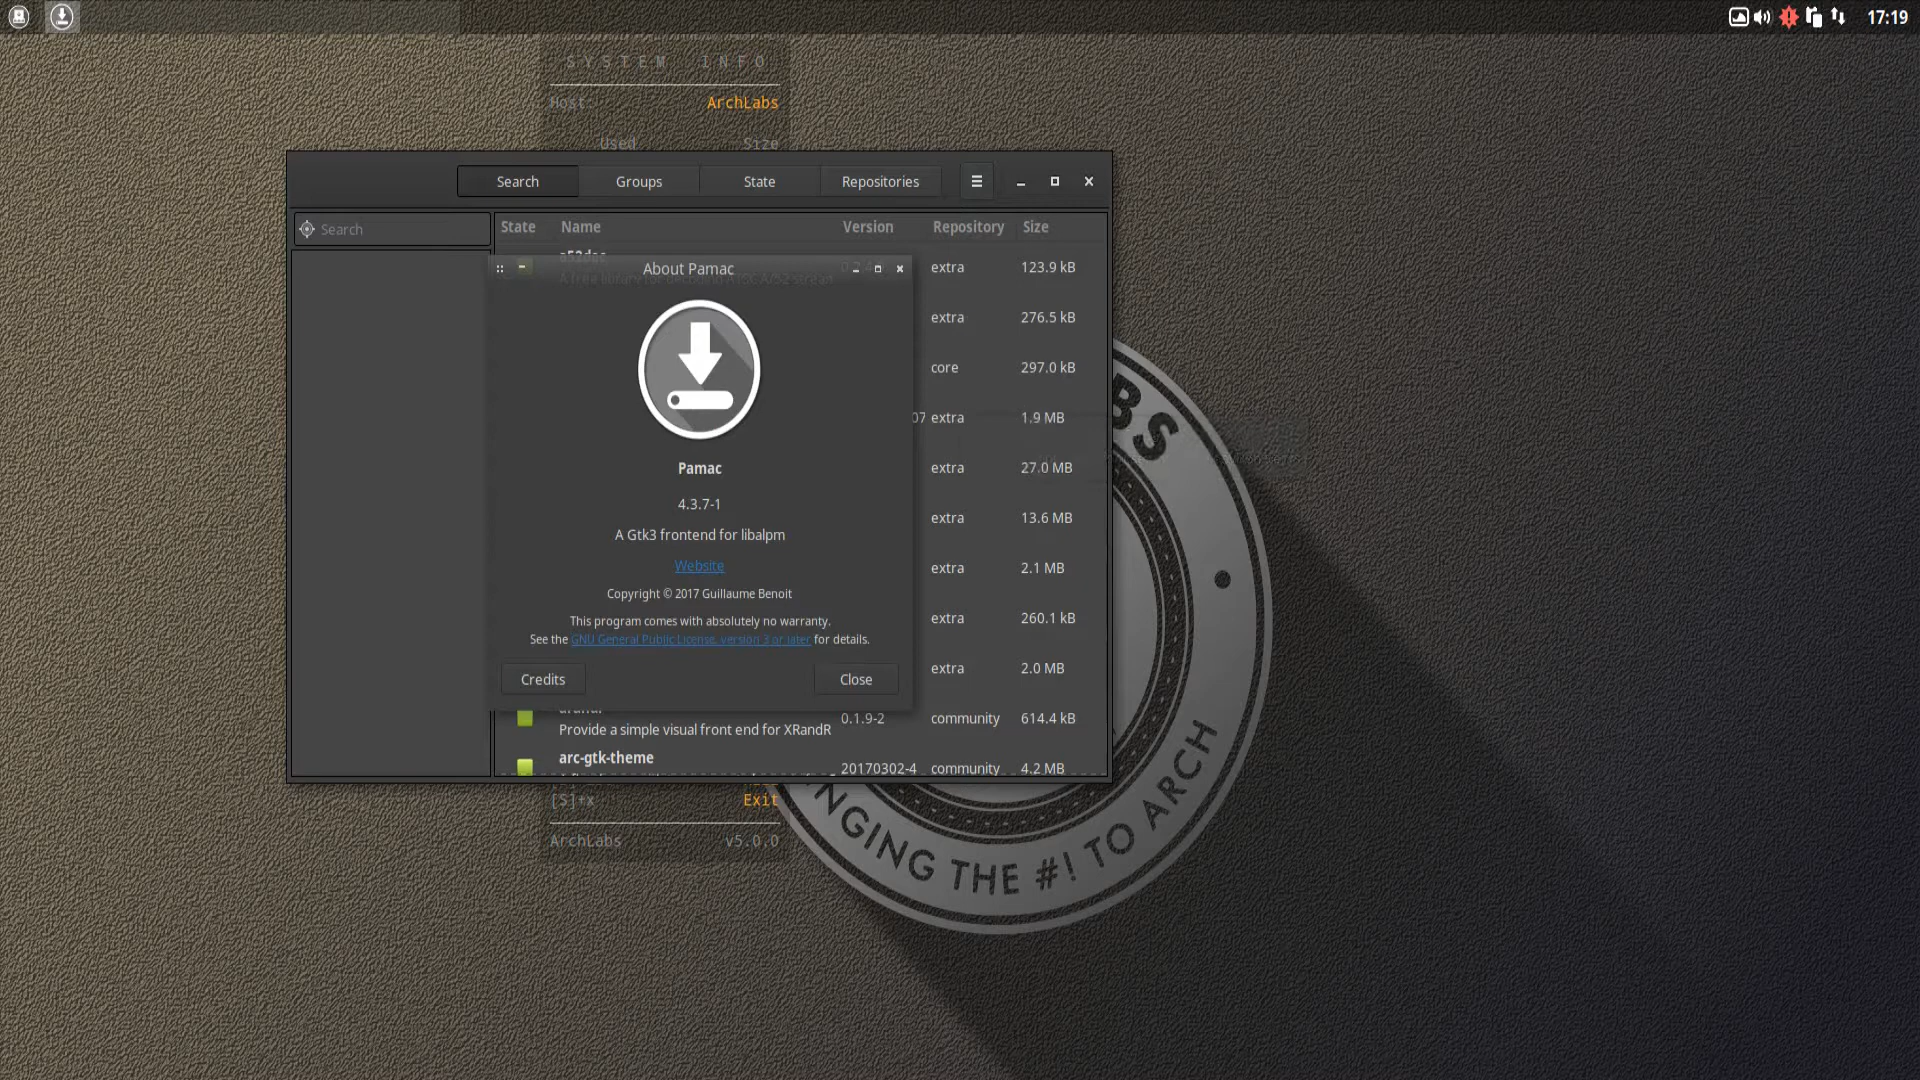 17:19
SYSTEM INFO
Host: ArchLabs
Used Size
Search Groups State Repositories
Search
State Name Version Repository Size
a52dec
extra 123.9 kB
About Pamac
extra 276.5 kB
core 297.0 kB
07 extra 1.9 MB
extra 27.0 MB
extra 13.6 MB
extra 2.1 MB
extra 260.1 kB
extra 2.0 MB
Pamac
4.3.7-1
A Gtk3 frontend for libalpm
Website
Copyright © 2017 Guillaume Benoit
This program comes with absolutely no warranty.
See the GNU General Public License, version 3 or later for details.
Credits Close
0.1.9-2 community 614.4 kB
Provide a simple visual front end for XRandR
arc-gtk-theme
20170302-4 community 4.2 MB
[S]+x Exit
ArchLabs v5.0.0
BS
NGING THE #! TO ARCH